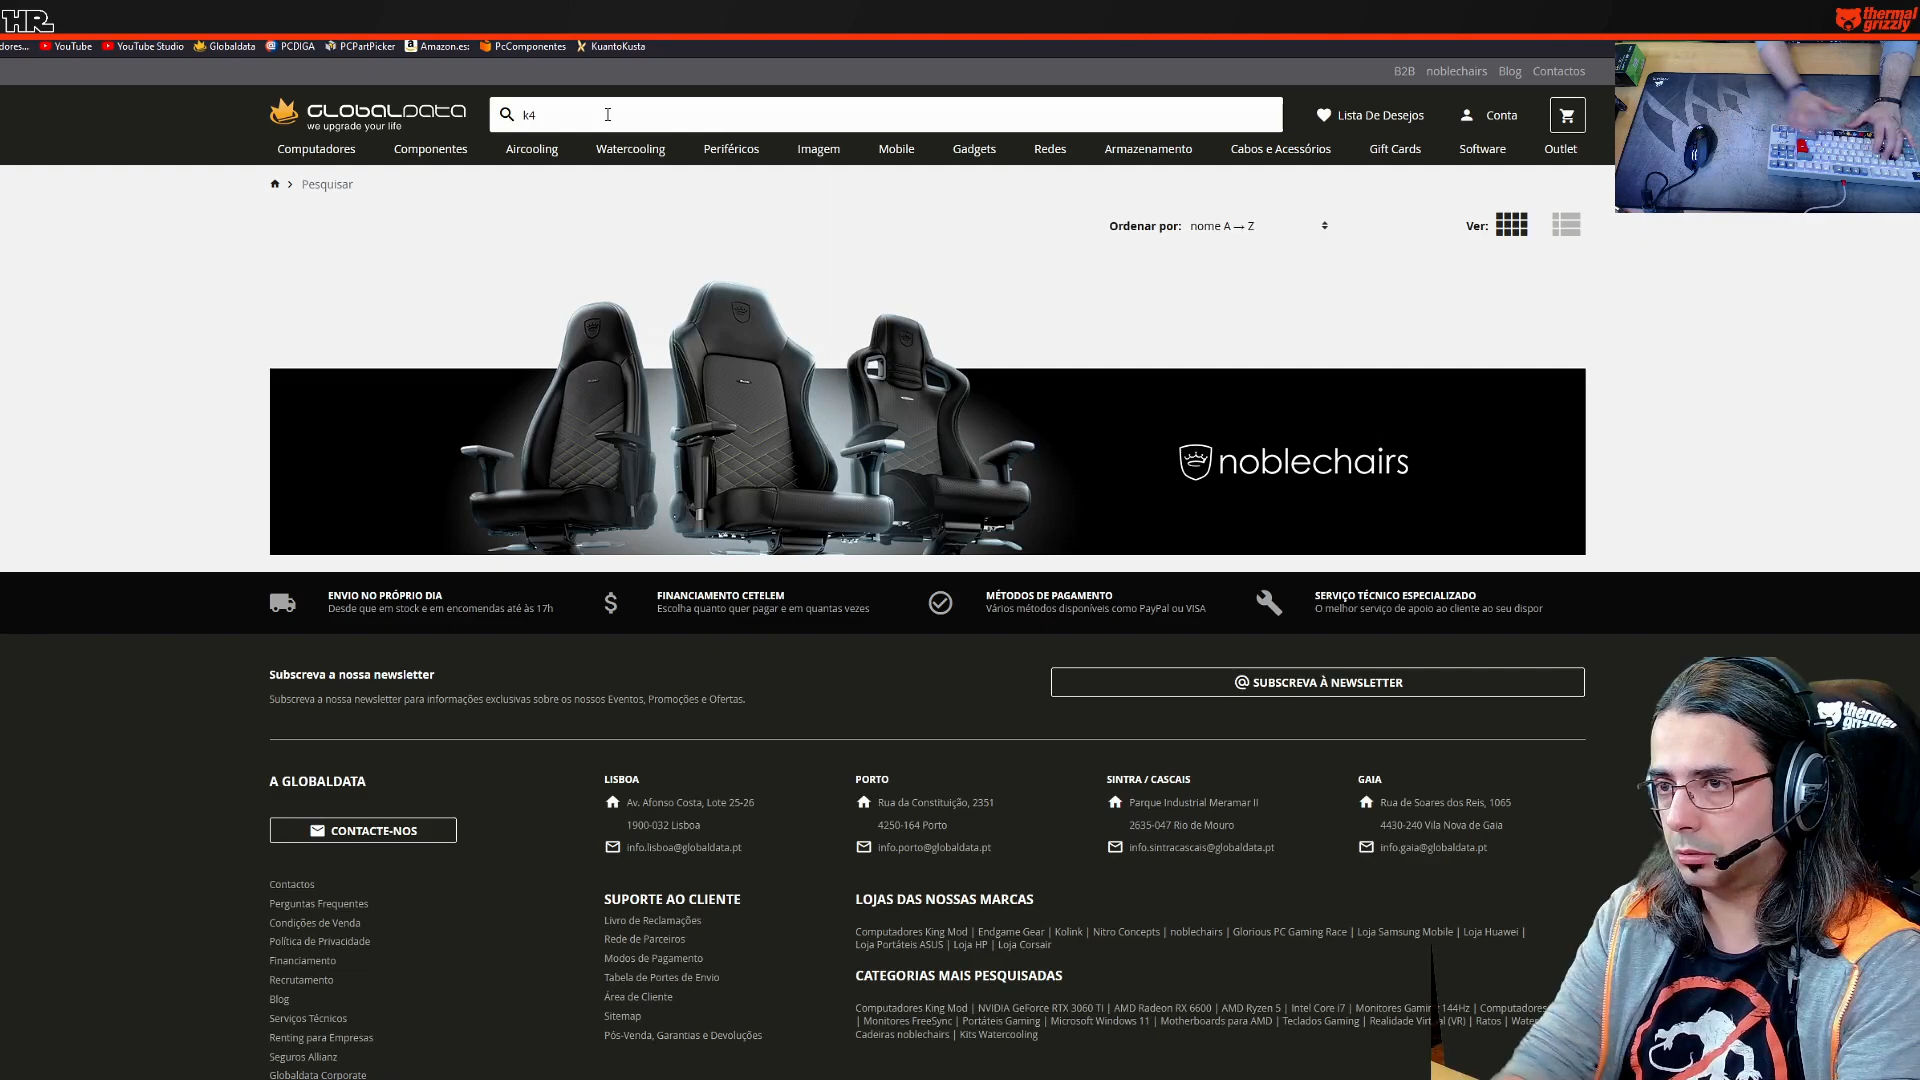 HR.
thermal
grizzly
dores... YouTube YouTube Studio Globaldata PCDIGA PCPartPicker Amazon.es: PcComponentes KuantoKusta
B2B noblechairs Blog Contactos
GLOBALDATA
we upgrade your life
k4
Lista De Desejos Conta
Computadores Componentes Aircooling Watercooling Periféricos Imagem Mobile Gadgets Redes Armazenamento Cabos e Acessórios Gift Cards Software Outlet
Pesquisar
Ordenar por: nome A → Z Ver:
noblechairs
ENVIO NO PRÓPRIO DIA
Desde que em stock e em encomendas até às 17h
FINANCIAMENTO CETELEM
Escolha quanto quer pagar e em quantas vezes
MÉTODOS DE PAGAMENTO
Vários métodos disponíveis como PayPal ou VISA
SERVIÇO TÉCNICO ESPECIALIZADO
O melhor serviço de apoio ao cliente ao seu dispor
Subscreva a nossa newsletter
Subscreva a nossa newsletter para informações exclusivas sobre os nossos Eventos, Promoções e Ofertas.
SUBSCREVA À NEWSLETTER
A GLOBALDATA
CONTACTE-NOS
Contactos
Perguntas Frequentes
Condições de Venda
Política de Privacidade
Financiamento
Recrutamento
Blog
Serviços Técnicos
Renting para Empresas
Seguros Allianz
Globaldata Corporate
LISBOA
Av. Afonso Costa, Lote 25-26
1900-032 Lisboa
info.lisboa@globaldata.pt
PORTO
Rua da Constituição, 2351
4250-164 Porto
info.porto@globaldata.pt
SINTRA / CASCAIS
Parque Industrial Meramar II
2635-047 Rio de Mouro
info.sintracascais@globaldata.pt
GAIA
Rua de Soares dos Reis, 1065
4430-240 Vila Nova de Gaia
info.gaia@globaldata.pt
SUPORTE AO CLIENTE
Livro de Reclamações
Rede de Parceiros
Modos de Pagamento
Tabela de Portes de Envio
Área de Cliente
Sitemap
Pós-Venda, Garantias e Devoluções
LOJAS DAS NOSSAS MARCAS
Computadores King Mod | Endgame Gear | Kolink | Nitro Concepts | noblechairs | Glorious PC Gaming Race | Loja Samsung Mobile | Loja Huawei |
Loja Portáteis ASUS | Loja HP | Loja Corsair
CATEGORIAS MAIS PESQUISADAS
Computadores King Mod | NVIDIA GeForce RTX 3060 TI | AMD Radeon RX 6600 | AMD Ryzen 5 | Intel Core i7 | Monitores Gaming 144Hz | Computadores
| Monitores FreeSync | Portáteis Gaming | Microsoft Windows 11 | Motherboards para AMD | Teclados Gaming | Realidade Virtual (VR) | Ratos | Water
Cadeiras noblechairs | Kits Watercooling
thermal